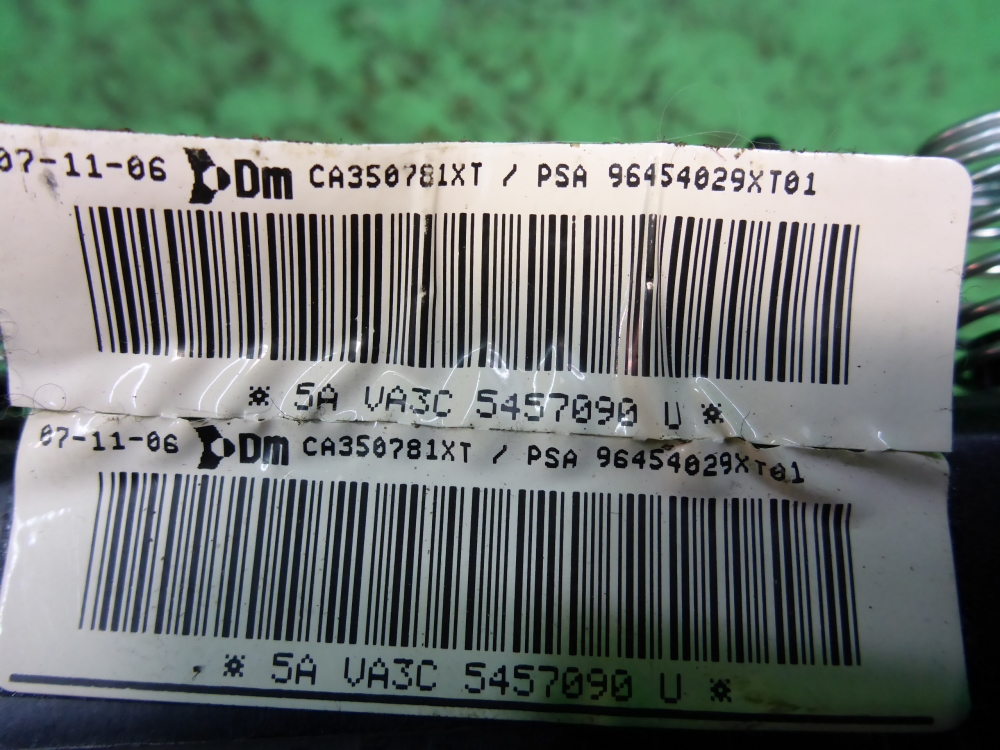 07-11-06 Dm CA350781XT / PSA 96454029XT01
* 5A VA3C 5457090 U *
07-11-06 Dm CA350781XT / PSA 96454029XT01
* 5A VA3C 5457090 U *